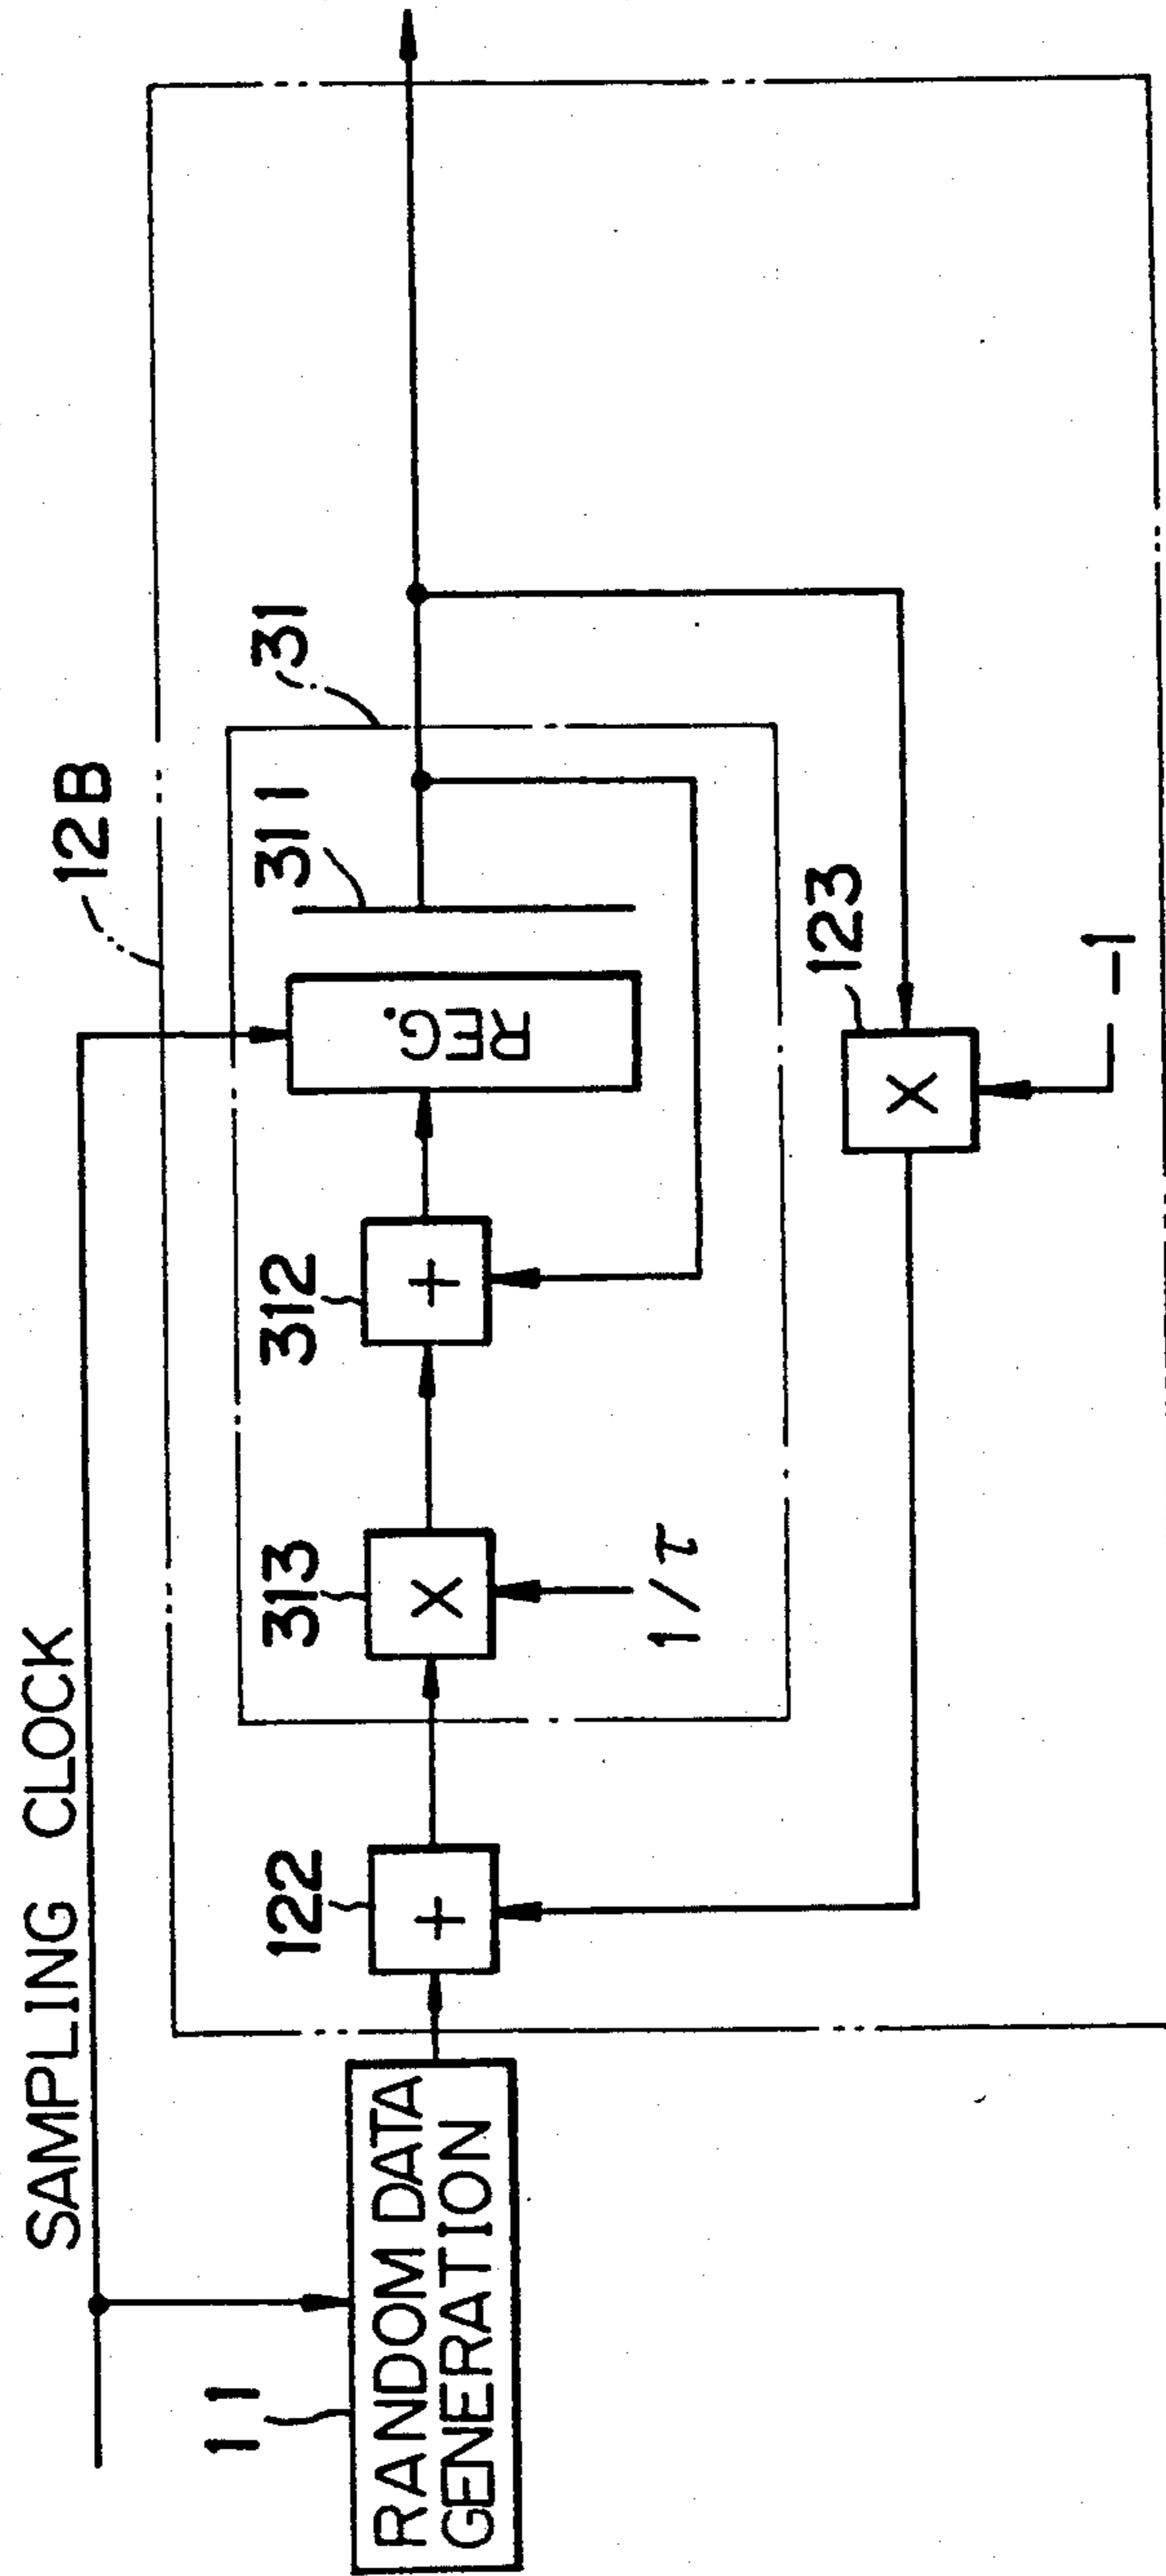 SAMPLING CLOCK
12B
31
11
RANDOM DATA
GENERATION
122
+
313
X
1/τ
312
+
311
REG.
123
X
-1